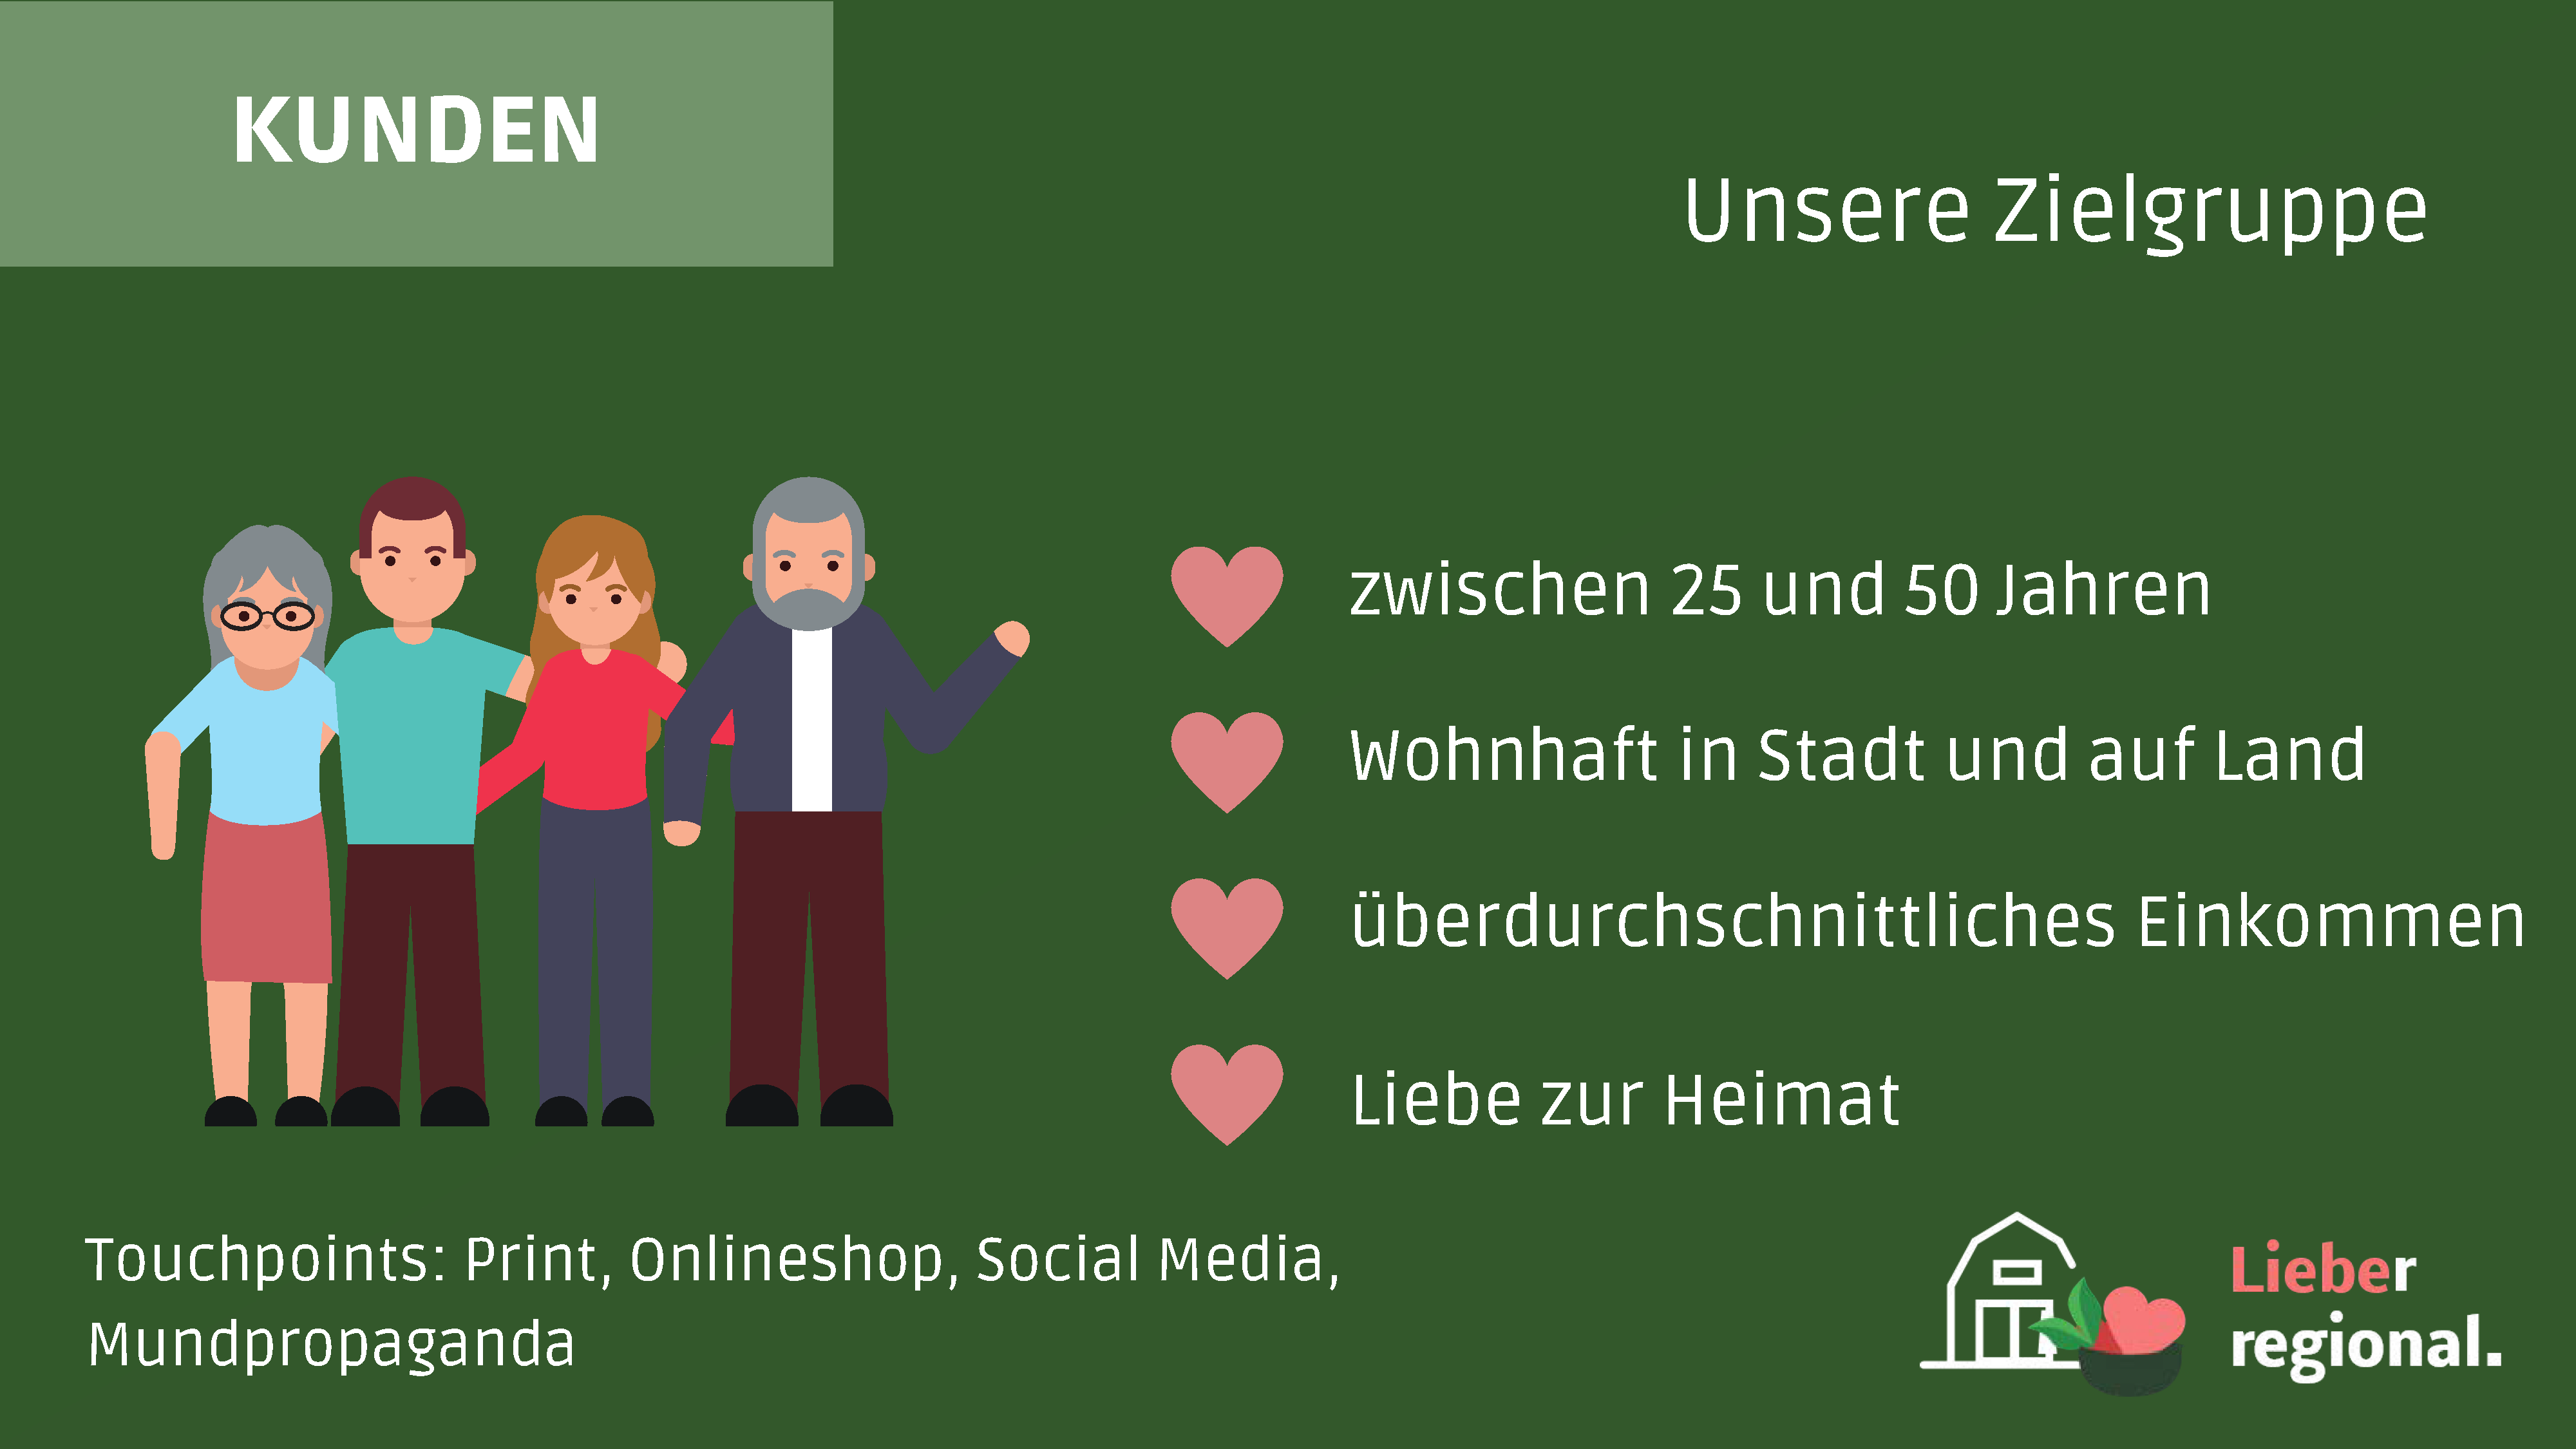 KUNDEN
Unsere Zielgruppe
zwischen 25 und 50 Jahren
Wohnhaft in Stadt und auf Land
überdurchschnittliches Einkommen
Liebe zur Heimat
Touchpoints: Print, Onlineshop, Social Media,
Mundpropaganda
Lieber
regional.